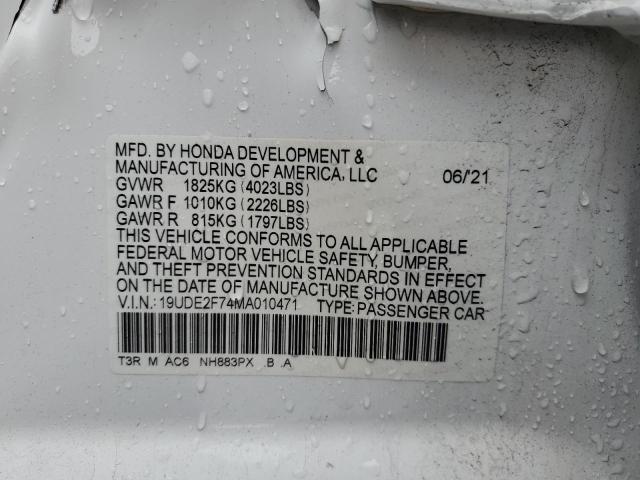 MFD. BY HONDA DEVELOPMENT &
MANUFACTURING OF AMERICA, LLC 06/'21
GVWR 1825KG (4023LBS)
GAWR F 1010KG (2226LBS)
GAWR R 815KG (1797LBS)
THIS VEHICLE CONFORMS TO ALL APPLICABLE
FEDERAL MOTOR VEHICLE SAFETY, BUMPER,
AND THEFT PREVENTION STANDARDS IN EFFECT
ON THE DATE OF MANUFACTURE SHOWN ABOVE.
V.I.N.: 19UDE2F74MA010471 TYPE: PASSENGER CAR
T3R M AC6 NH883PX .B .A